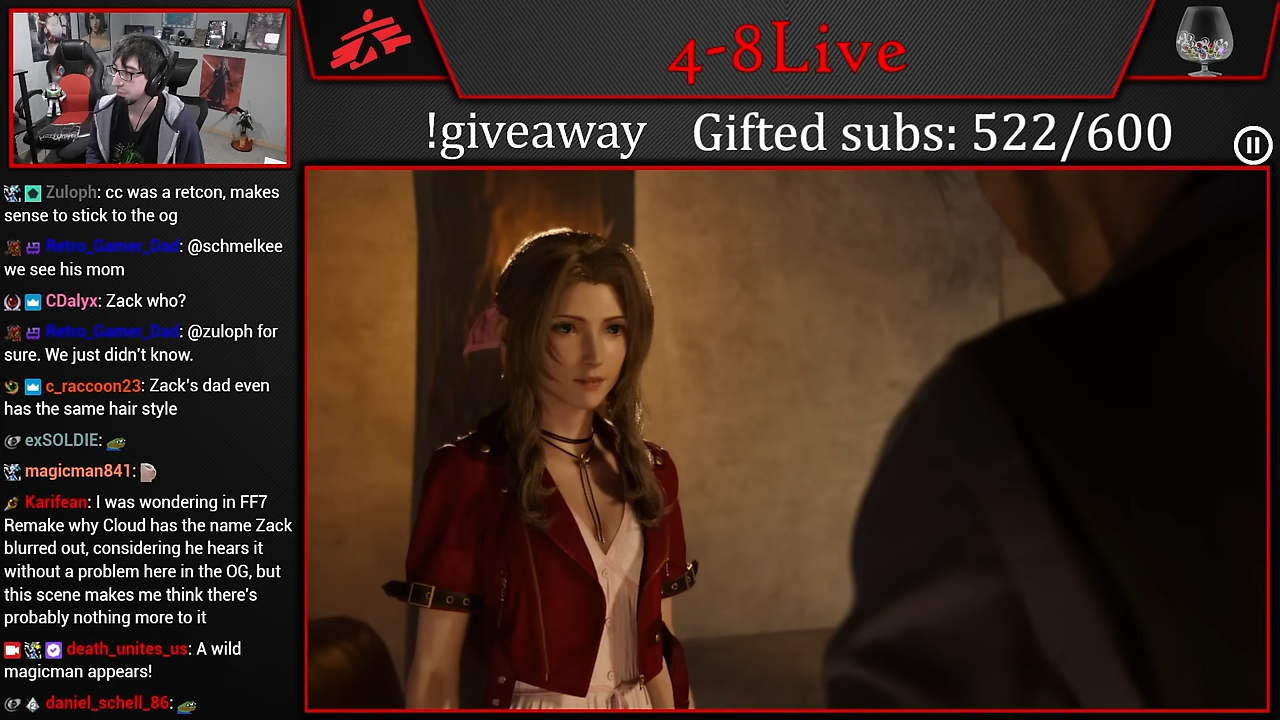 4-8Live
!giveaway Gifted subs: 522/600
Zuloph: cc was a retcon, makes
sense to stick to the og
Retro_Gamer_Dad: @schmelkee
we see his mom
CDalyx: Zack who?
Retro_Gamer_Dad: @zuloph for
sure. We just didn't know.
c_raccoon23: Zack's dad even
has the same hair style
exSOLDIE:
magicman841:
Karifean: I was wondering in FF7
Remake why Cloud has the name Zack
blurred out, considering he hears it
without a problem here in the OG, but
this scene makes me think there's
probably nothing more to it
death_unites_us: A wild
magicman appears!
daniel_schell_86: